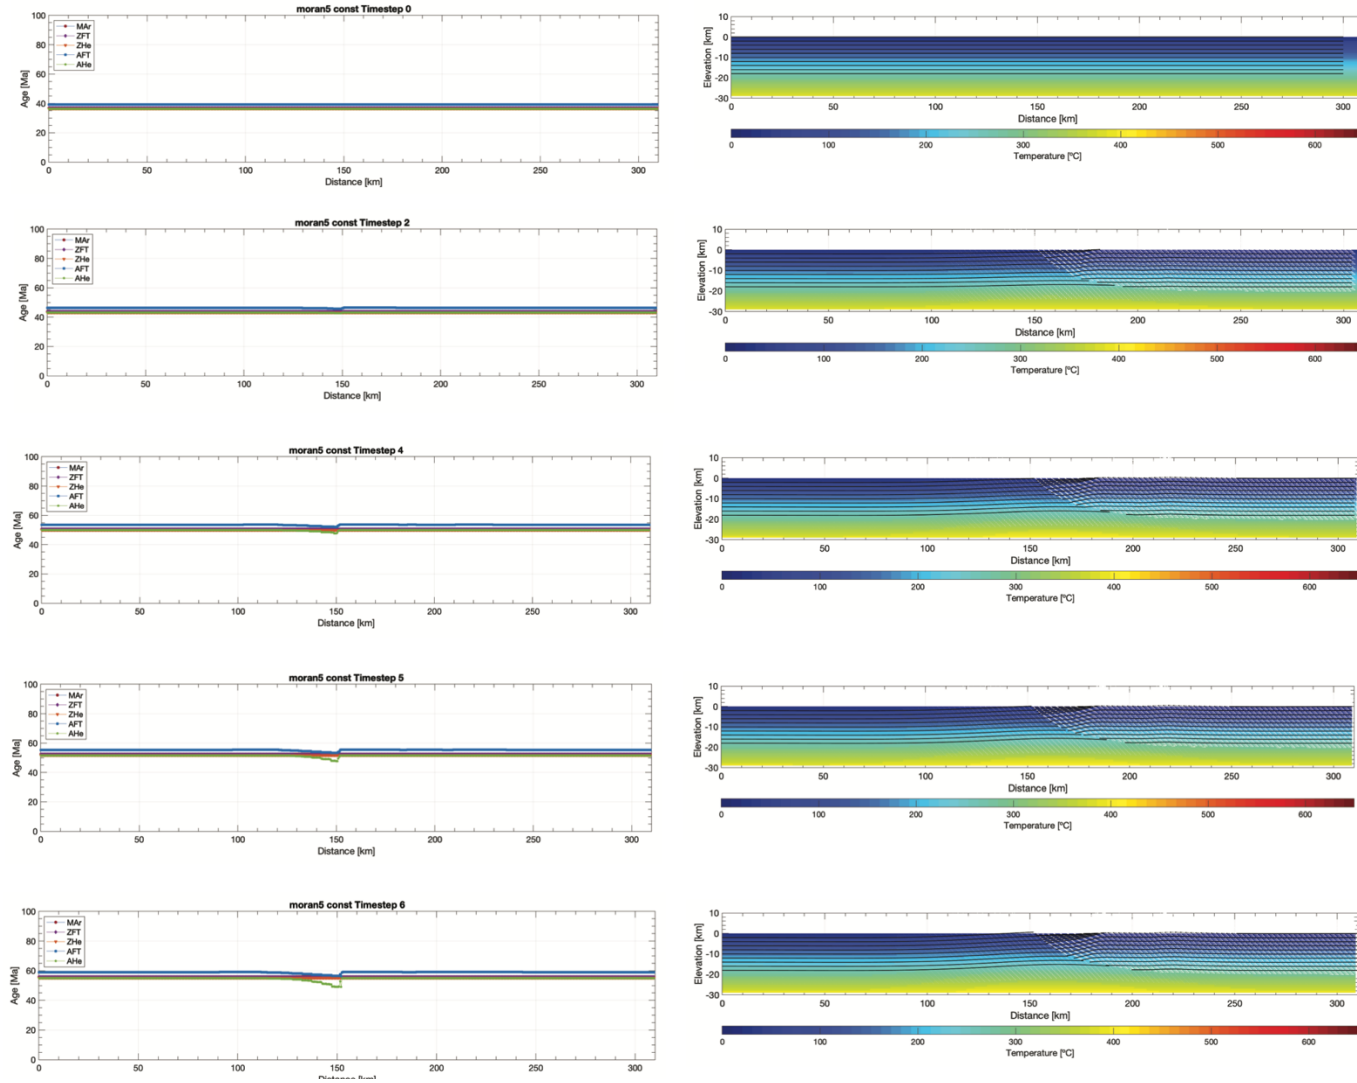 moran5 const Timestep 0
100
80
60
40
20
0
Age [Ma]
MAr
ZFT
ZHe
AFT
AHe
0 50 100 150 200 250 300
Distance [km]
10
0
-10
-20
-30
Elevation [km]
0 50 100 150 200 250 300
Distance [km]
0 100 200 300 400 500 600
Temperature [ºC]
moran5 const Timestep 2
100
80
60
40
20
0
Age [Ma]
MAr
ZFT
ZHe
AFT
AHe
0 50 100 150 200 250 300
Distance [km]
10
0
-10
-20
-30
Elevation [km]
0 50 100 150 200 250 300
Distance [km]
0 100 200 300 400 500 600
Temperature [ºC]
moran5 const Timestep 4
100
80
60
40
20
0
Age [Ma]
MAr
ZFT
ZHe
AFT
AHe
0 50 100 150 200 250 300
Distance [km]
10
0
-10
-20
-30
Elevation [km]
50 100 150 200 250 300
Distance [km]
0 100 200 300 400 500 600
Temperature [ºC]
moran5 const Timestep 5
100
80
60
40
20
0
Age [Ma]
MAr
ZFT
ZHe
AFT
AHe
0 50 100 150 200 250 300
Distance [km]
10
0
-10
-20
-30
Elevation [km]
0 50 100 150 200 250 300
Distance [km]
0 100 200 300 400 500 600
Temperature [ºC]
moran5 const Timestep 6
100
80
60
40
20
0
Age [Ma]
MAr
ZFT
ZHe
AFT
AHe
0 50 100 150 200 250 300
Distance [km]
10
0
-10
-20
-30
Elevation [km]
0 50 100 150 200 250 300
Distance [km]
0 100 200 300 400 500 600
Temperature [ºC]